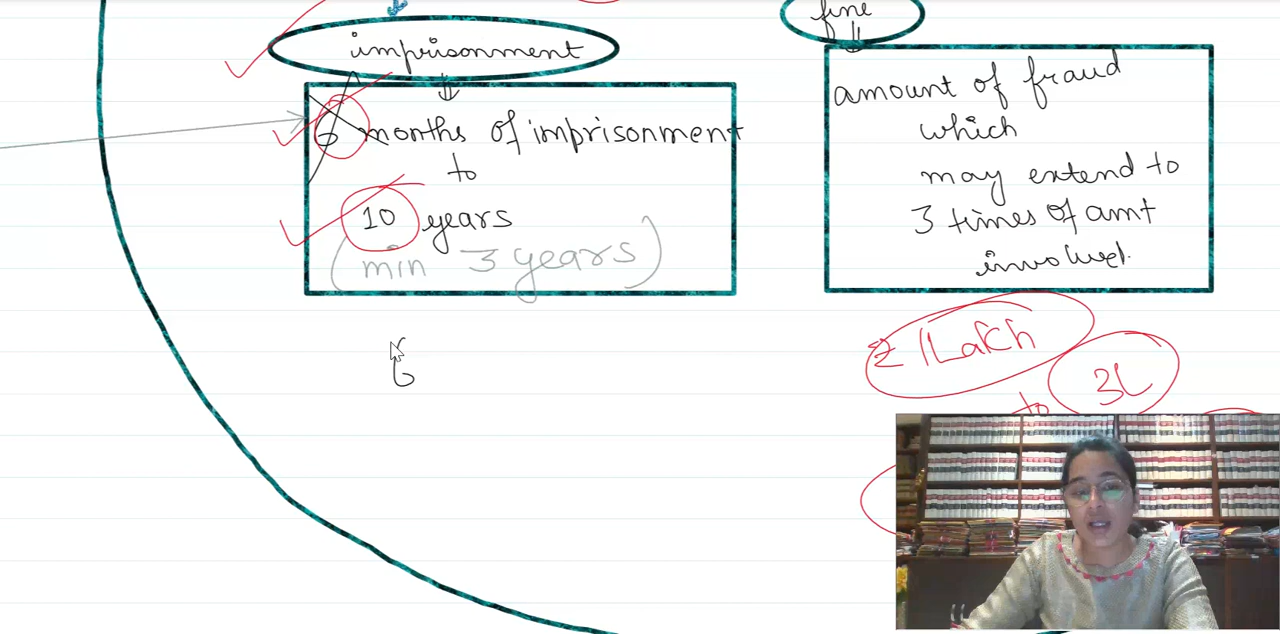 fine
imprisonment
months of imprisonment
to
10 years
(min 3 years)
amount of fraud
which
may extend to
3 times of amt
involved.
₹ 1Lakh
to
3L